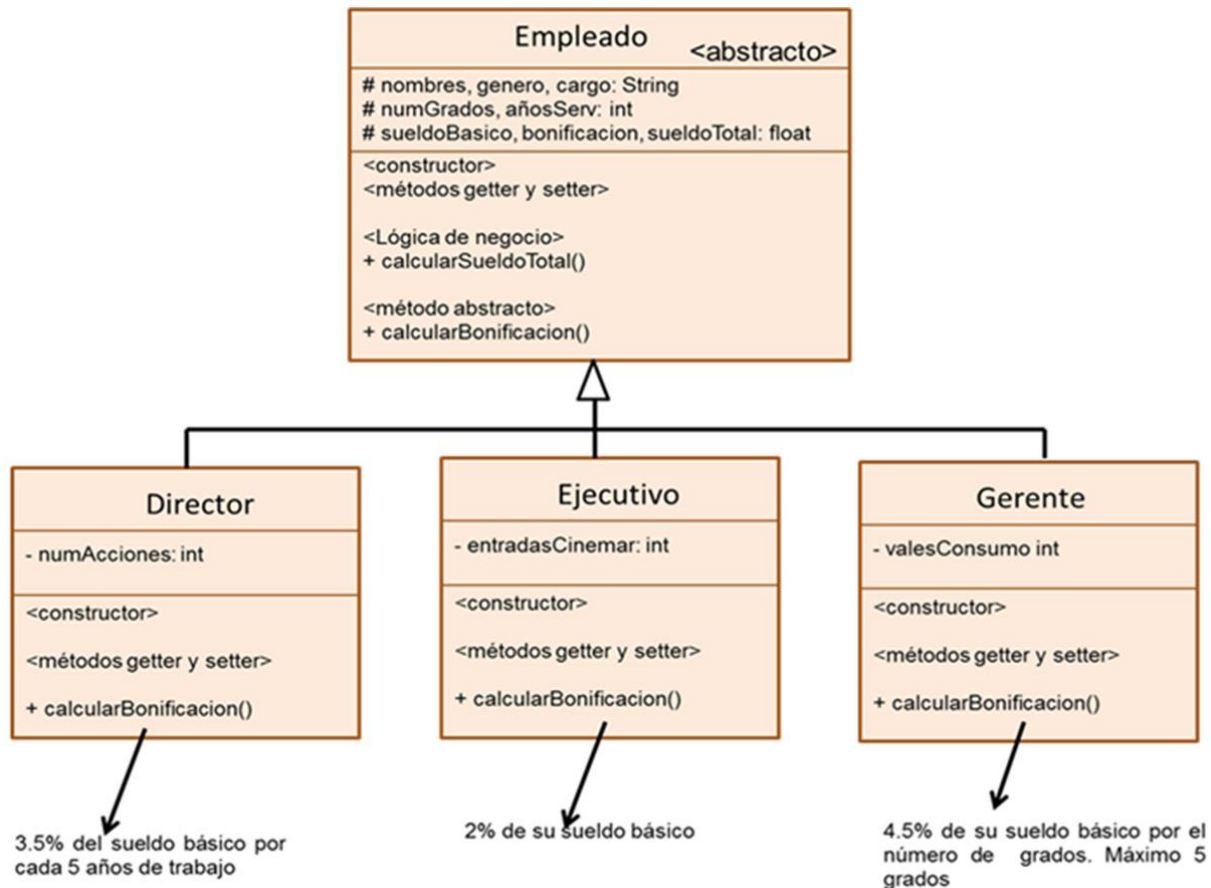 Empleado
<abstracto>
# nombres, genero, cargo: String
# numGrados, añosServ: int
# sueldoBasico, bonificacion, sueldoTotal: float
<constructor>
<métodos getter y setter>
<Lógica de negocio>
+ calcularSueldoTotal()
<método abstracto>
+ calcularBonificacion()
Director
- numAcciones: int
<constructor>
<métodos getter y setter>
+ calcularBonificacion()
3.5% del sueldo básico por
cada 5 años de trabajo
Ejecutivo
- entradasCinemar: int
<constructor>
<métodos getter y setter>
+ calcularBonificacion()
2% de su sueldo básico
Gerente
- valesConsumo int
<constructor>
<métodos getter y setter>
+ calcularBonificacion()
4.5% de su sueldo básico por el
número de grados. Máximo 5
grados